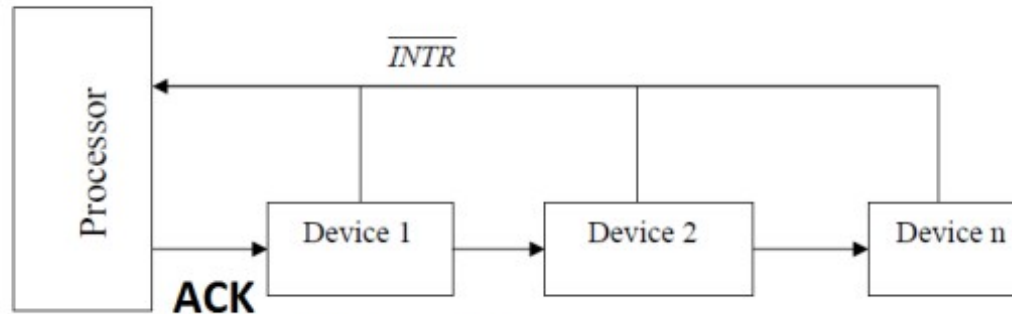 INTR
Processor
Device 1
Device 2
Device n
ACK